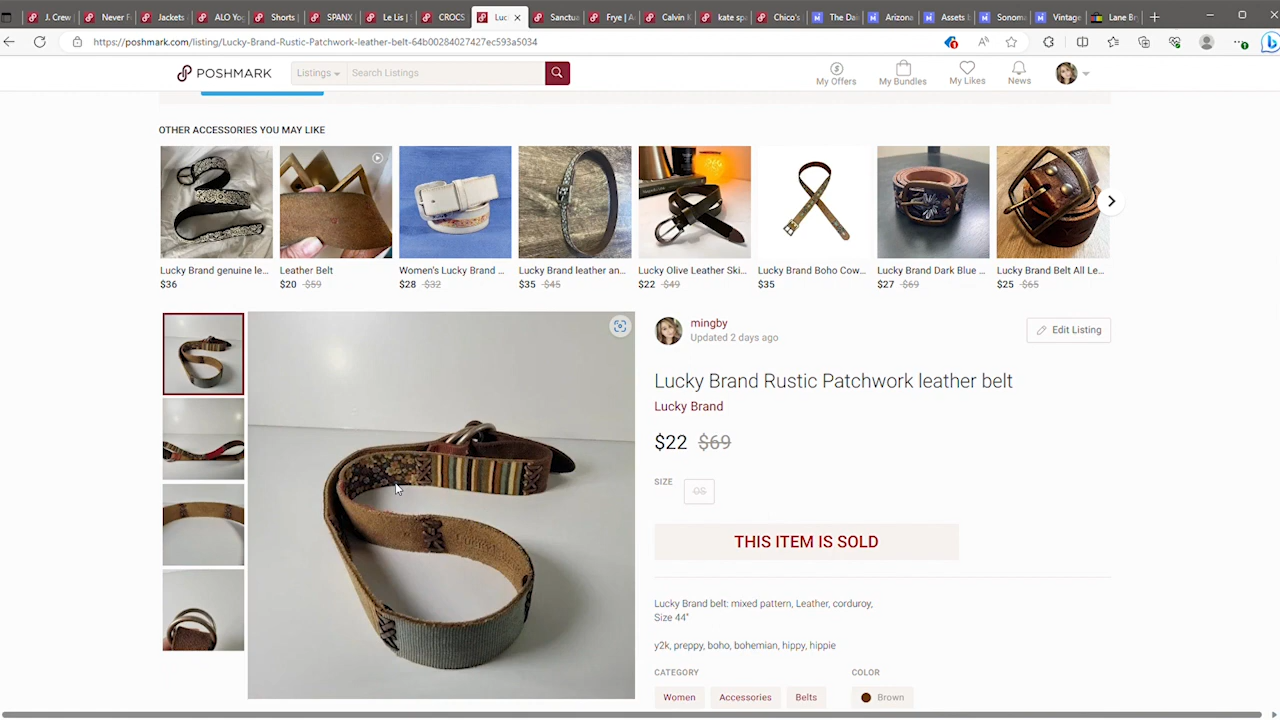 J. Crew
Never F
Jackets
ALO Yo
Shorts |
SPANX
Le Lis |
CROCS
Luc
Sanctua
Frye | A
Calvin K
kate sp
Chico's
The Da
Arizona
Assets b
Sonoma
Vintage
Lane Br
https://poshmark.com/listing/Lucky-Brand-Rustic-Patchwork-leather-belt-64b00284027427ec593a5034
POSHMARK
Listings
Search Listings
My Offers
My Bundles
My Likes
News
OTHER ACCESSORIES YOU MAY LIKE
Lucky Brand genuine le...
Leather Belt
Women's Lucky Brand ...
Lucky Brand leather an...
Lucky Olive Leather Ski...
Lucky Brand Boho Cow...
Lucky Brand Dark Blue ...
Lucky Brand Belt All Le...
$36
$20 $59
$28 $32
$35 $45
$22 $49
$35
$27 $69
$25 $65
mingby
Updated 2 days ago
Edit Listing
Lucky Brand Rustic Patchwork leather belt
Lucky Brand
$22 $69
SIZE
OS
THIS ITEM IS SOLD
Lucky Brand belt: mixed pattern, Leather, corduroy,
Size 44"
y2k, preppy, boho, bohemian, hippy, hippie
CATEGORY
COLOR
Women
Accessories
Belts
Brown